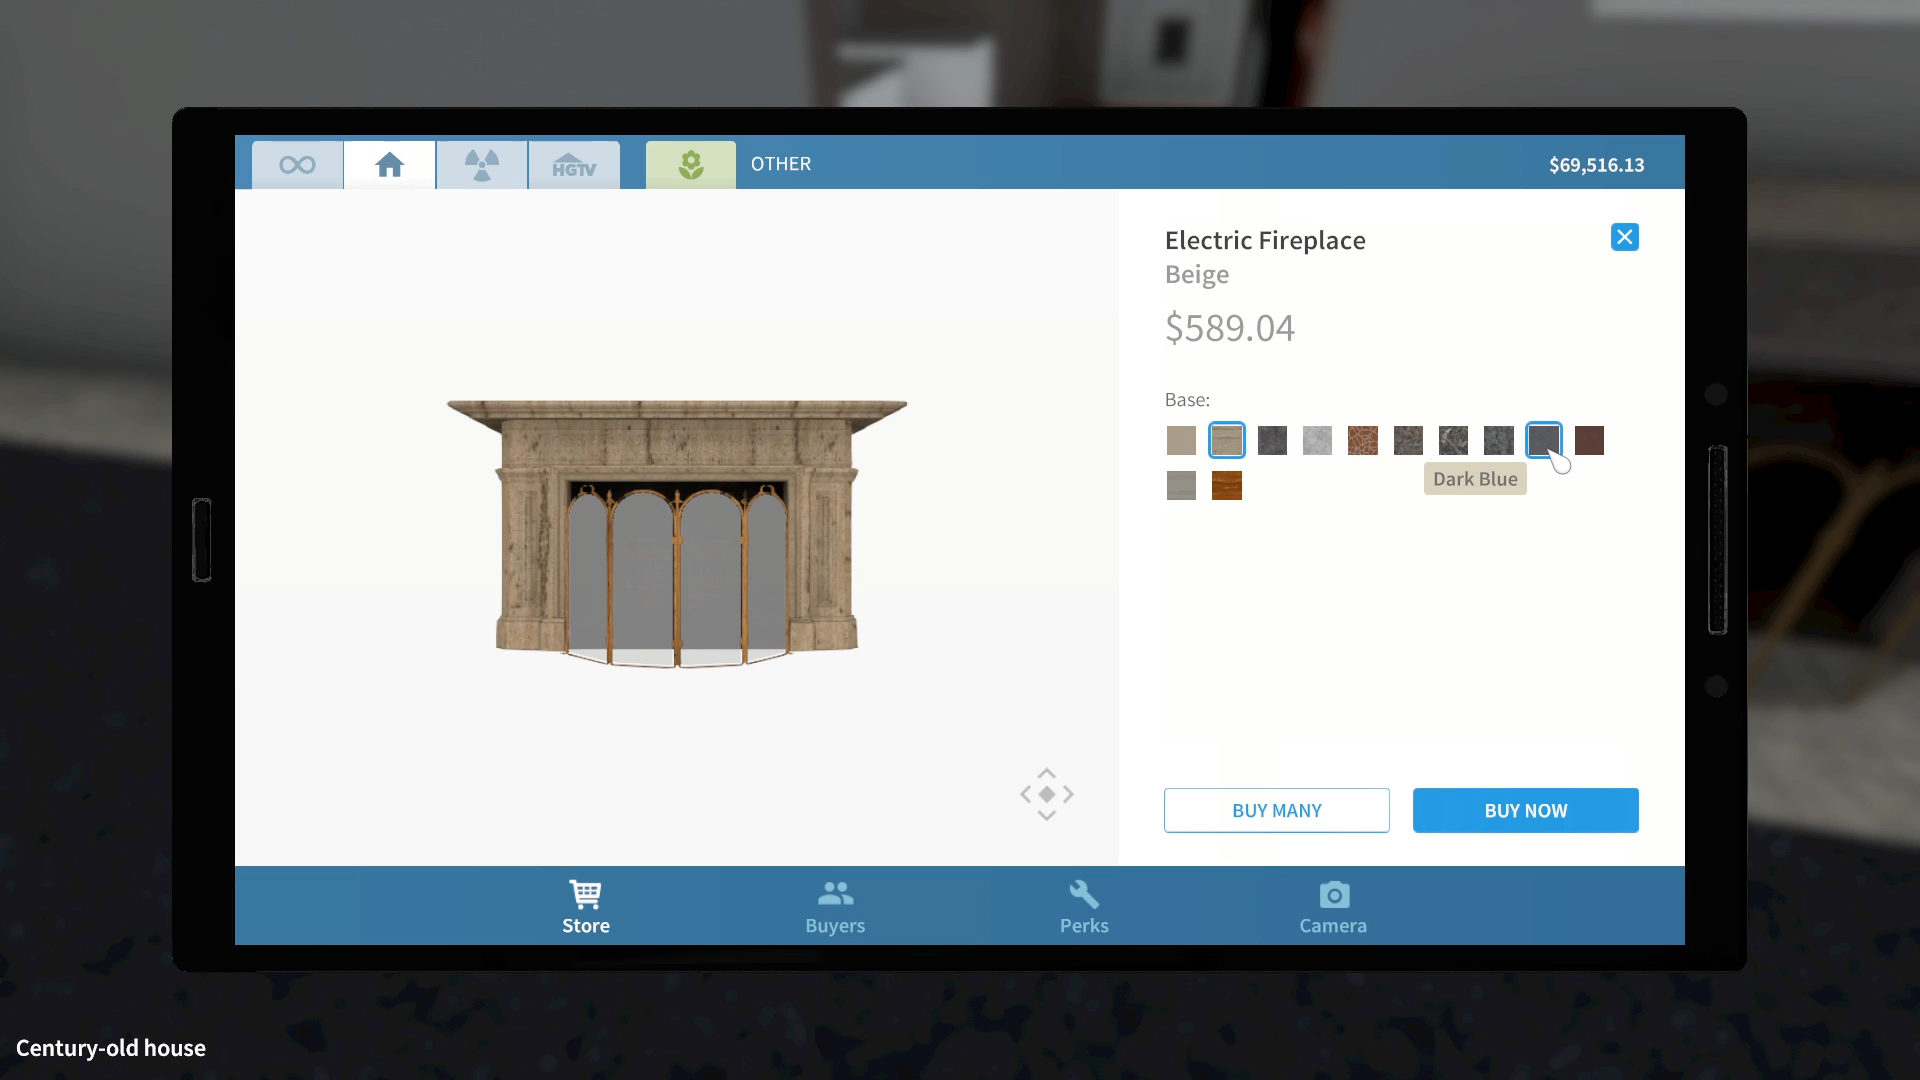 HGTV
OTHER
$69,516.13
Electric Fireplace
Beige
$589.04
Base:
Dark Blue
BUY MANY
BUY NOW
Store
Buyers
Perks
Camera
Century-old house